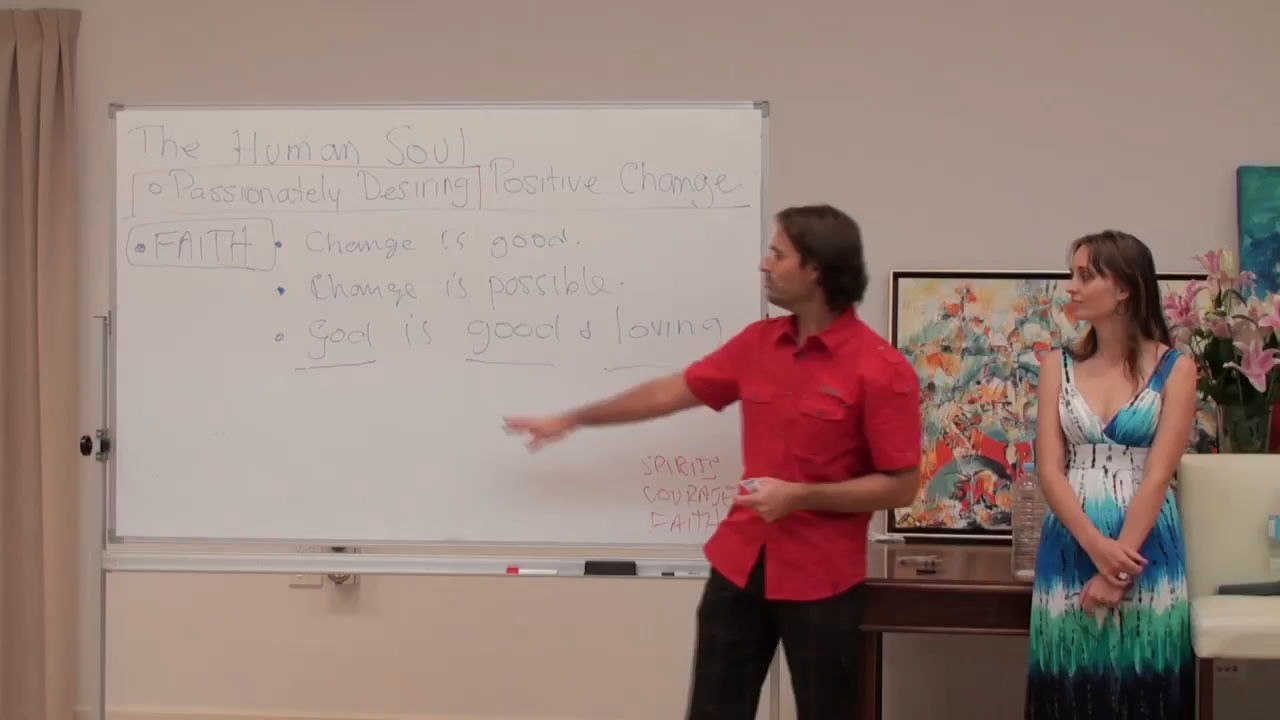 The Human Soul
Passionately Desiring Positive Change
FAITH
Change is good.
Change is possible.
God is good & loving
SPIRITS
COURAGE
FAITH